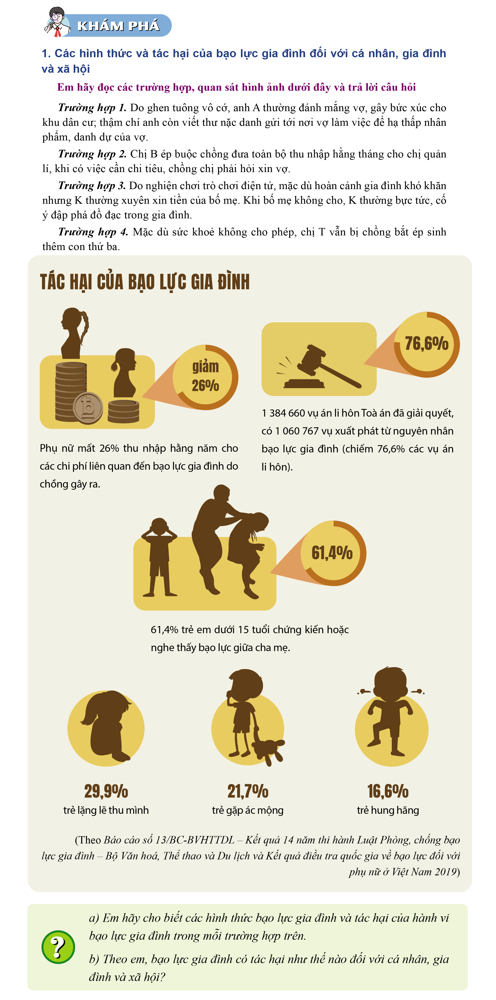 KHÁM PHÁ
1. Các hình thức và tác hại của bạo lực gia đình đối với cá nhân, gia đình
và xã hội
Em hãy đọc các trường hợp, quan sát hình ảnh dưới đây và trả lời câu hỏi
Trường hợp 1. Do ghen tuông vô cớ, anh A thường đánh mắng vợ, gây bức xúc cho
khu dân cư; thậm chí anh còn viết thư nặc danh gửi tới nơi vợ làm việc để hạ thấp nhân
phẩm, danh dự của vợ.
Trường hợp 2. Chị B ép buộc chồng đưa toàn bộ thu nhập hằng tháng cho chị quản
lí, khi có việc cần chi tiêu, chồng chị phải hỏi xin vợ.
Trường hợp 3. Do nghiện chơi trò chơi điện tử, mặc dù hoàn cảnh gia đình khó khăn
nhưng K thường xuyên xin tiền của bố mẹ. Khi bố mẹ không cho, K thường bực tức, cố
ý đập phá đồ đạc trong gia đình.
Trường hợp 4. Mặc dù sức khoẻ không cho phép, chị T vẫn bị chồng bắt ép sinh
thêm con thứ ba.
TÁC HẠI CỦA BẠO LỰC GIA ĐÌNH
giảm
26%
Phụ nữ mất 26% thu nhập hằng năm cho
các chi phí liên quan đến bạo lực gia đình do
chồng gây ra.
76,6%
1 384 660 vụ án li hôn Toà án đã giải quyết,
có 1 060 767 vụ xuất phát từ nguyên nhân
bạo lực gia đình (chiếm 76,6% các vụ án
li hôn).
61,4%
61,4% trẻ em dưới 15 tuổi chứng kiến hoặc
nghe thấy bạo lực giữa cha mẹ.
29,9%
trẻ lặng lẽ thu mình
21,7%
trẻ gặp ác mộng
16,6%
trẻ hung hăng
(Theo Báo cáo số 13/BC-BVHTTDL – Kết quả 14 năm thi hành Luật Phòng, chống bạo
lực gia đình – Bộ Văn hoá, Thể thao và Du lịch và Kết quả điều tra quốc gia về bạo lực đối với
phụ nữ ở Việt Nam 2019)
?
a) Em hãy cho biết các hình thức bạo lực gia đình và tác hại của hành vi
bạo lực gia đình trong mỗi trường hợp trên.
b) Theo em, bạo lực gia đình có tác hại như thế nào đối với cá nhân, gia
đình và xã hội?